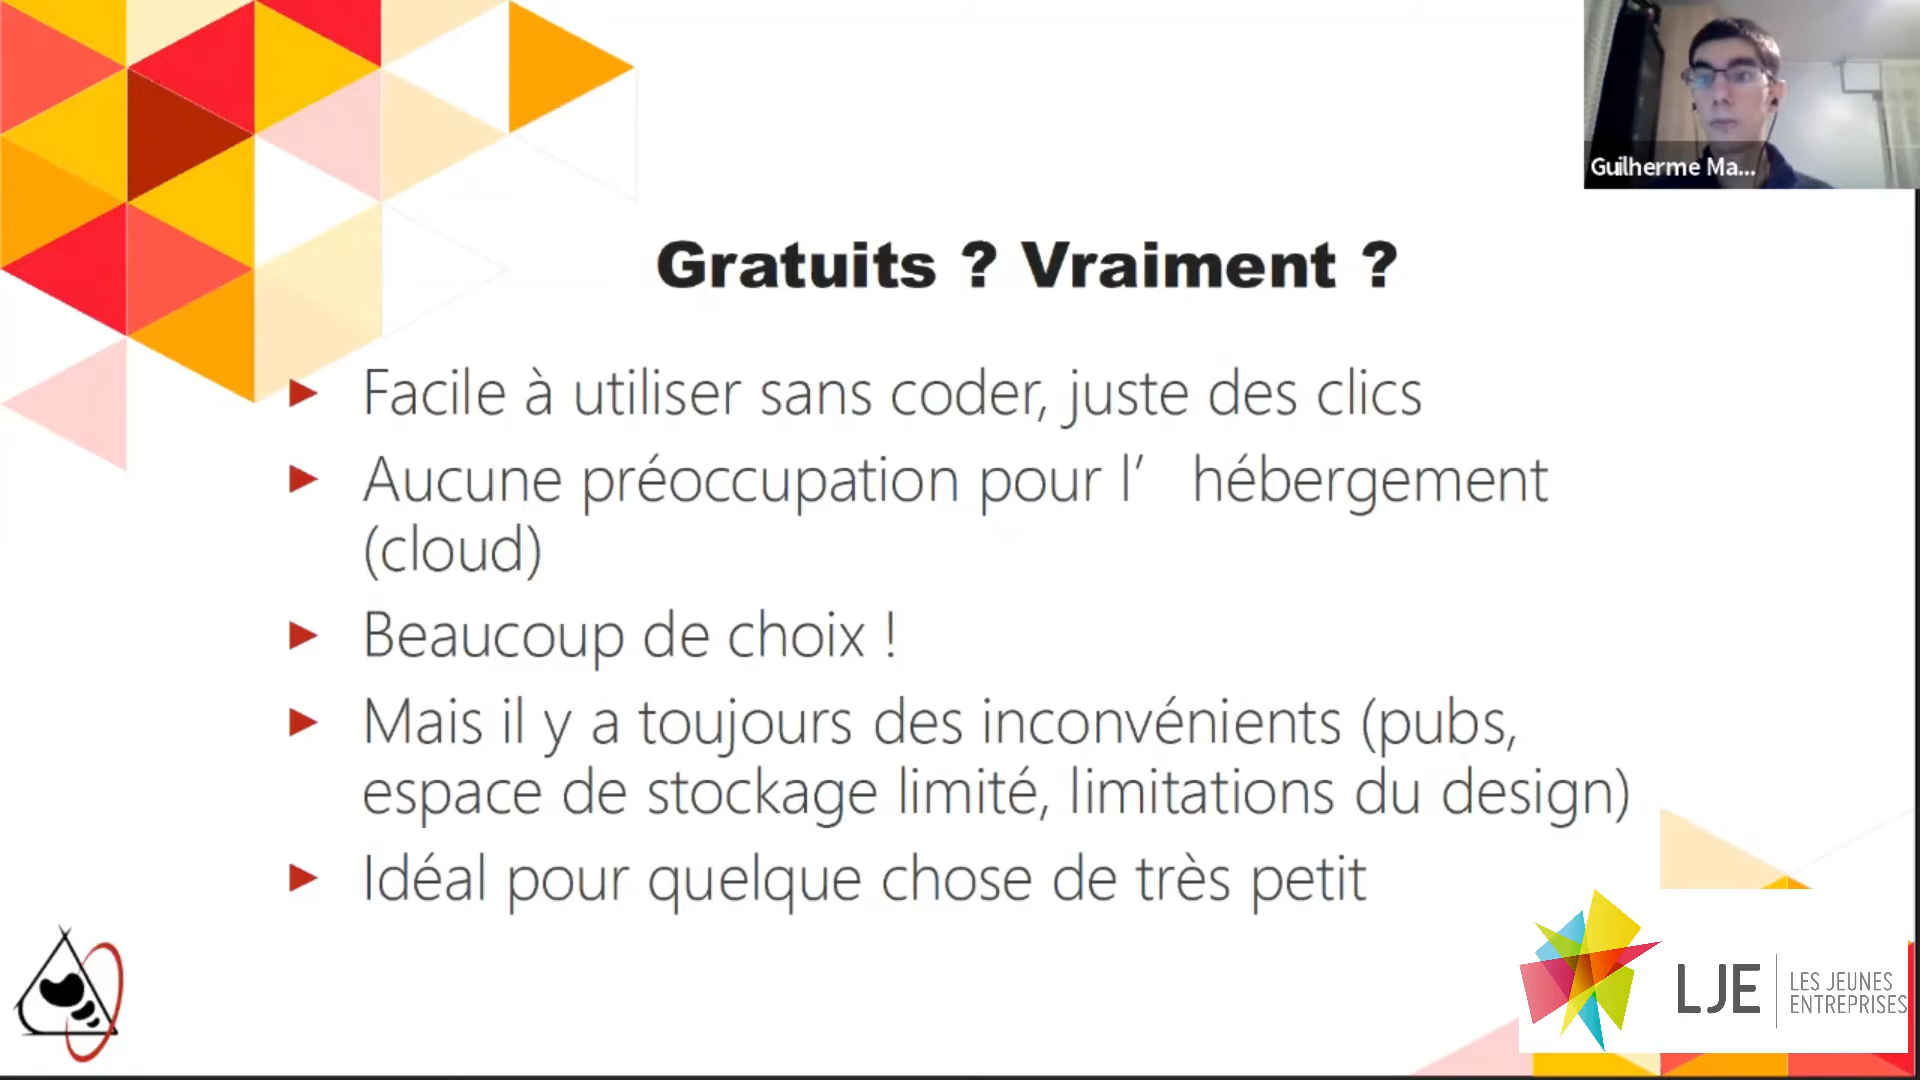 Guilherme Ma...
Gratuits ? Vraiment ?
Facile à utiliser sans coder, juste des clics
Aucune préoccupation pour l’ hébergement
(cloud)
Beaucoup de choix !
Mais il y a toujours des inconvénients (pubs,
espace de stockage limité, limitations du design)
Idéal pour quelque chose de très petit
LJE
LES JEUNES
ENTREPRISES